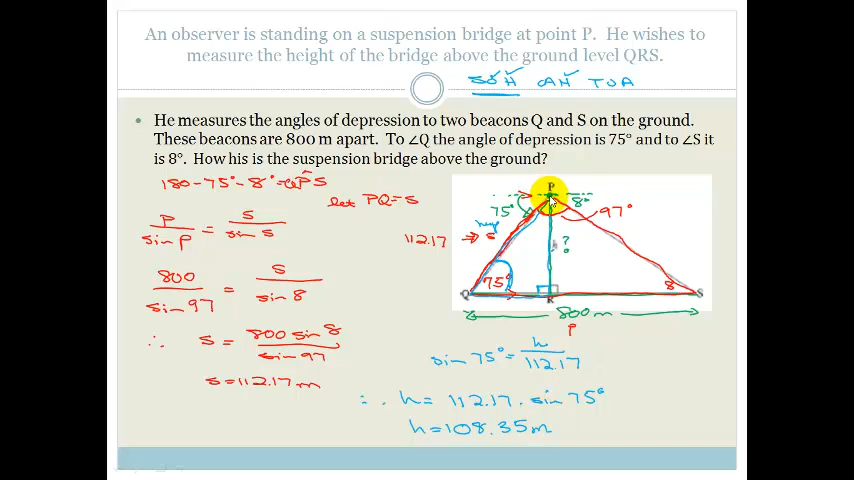 An observer is standing on a suspension bridge at point P. He wishes to
measure the height of the bridge above the ground level QRS.
SOH CAH TOA
• He measures the angles of depression to two beacons Q and S on the ground.
These beacons are 800 m apart. To ∠Q the angle of depression is 75° and to ∠S it
is 8°. How his is the suspension bridge above the ground?
180-75°-8°=QP̂S
let PQ=s
p/sin P = s/sin S
800/sin 97 = s/sin 8
∴ s = 800 sin 8/sin 97
s=112.17m
P
75° 8°
97°
hyp
112.17 → s
?
75° 8
Q R S
800m
p
sin 75° = h/112.17
∴ h = 112.17 . sin 75°
h=108.35m